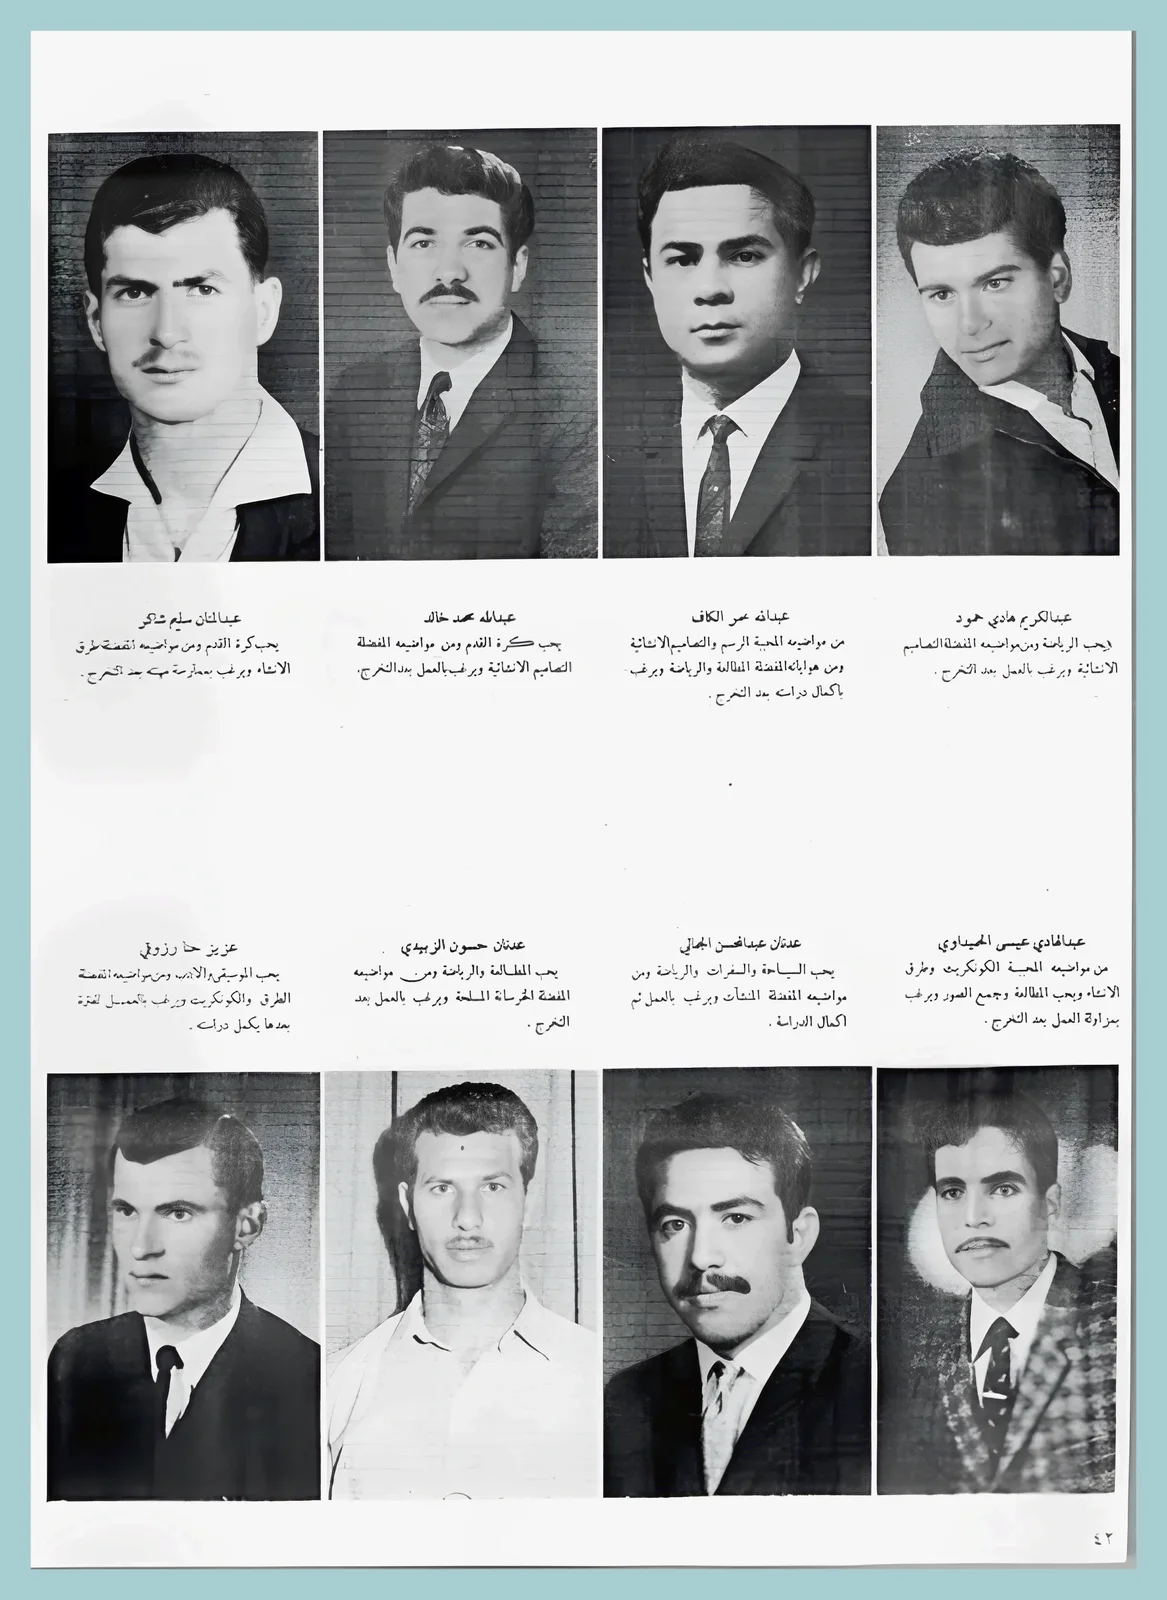 عبدالكريم هادي حمود
يحب الرياضة ومن مواضيعه المفضلة التصاميم
الانشائية ويرغب بالعمل بعد التخرج .
عبدالله عمر الكاف
من مواضيعه المحببة الرسم والتصاميم الانشائية
ومن هواياته المفضلة المطالعة والرياضة ويرغب
باكمال دراسته بعد التخرج .
عبدالله محمد خالد
يحب كرة القدم ومن مواضيعه المفضلة
التصاميم الانشائية ويرغب بالعمل بعد التخرج .
عبدالمنان سليم شاكر
يحب كرة القدم ومن مواضيعه المفضلة طرق
الانشاء ويرغب بممارسة مهنته بعد التخرج .
عبدالهادي عيسى الحميداوي
من مواضيعه المحببة الكونكريت وطرق
الانشاء ويحب المطالعة وجمع الصور ويرغب
بمزاولة العمل بعد التخرج .
عدنان عبدالمحسن الجمالي
يحب السياحة والسفرات والرياضة ومن
مواضيعه المفضلة المنشآت ويرغب بالعمل ثم
اكمال الدراسة .
عدنان حسون الزبيدي
يحب المطالعة والرياضة ومن مواضيعه
المفضلة الخرسانة المسلحة ويرغب بالعمل بعد
التخرج .
عزيز حنا رزوقي
يحب الموسيقى والادب ومن مواضيعه المفضلة
الطرق والكونكريت ويرغب بالعمل لفترة
بعدها يكمل دراسته .
٤٢